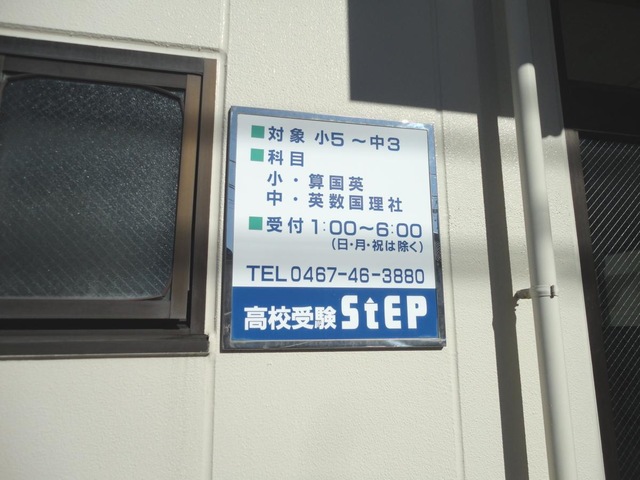 ■対象 小5～中3
■科目
小・算国英
中・英数国理社
■受付 1:00～6:00
(日・月・祝は除く)
TEL 0467-46-3880
高校受験 StEP